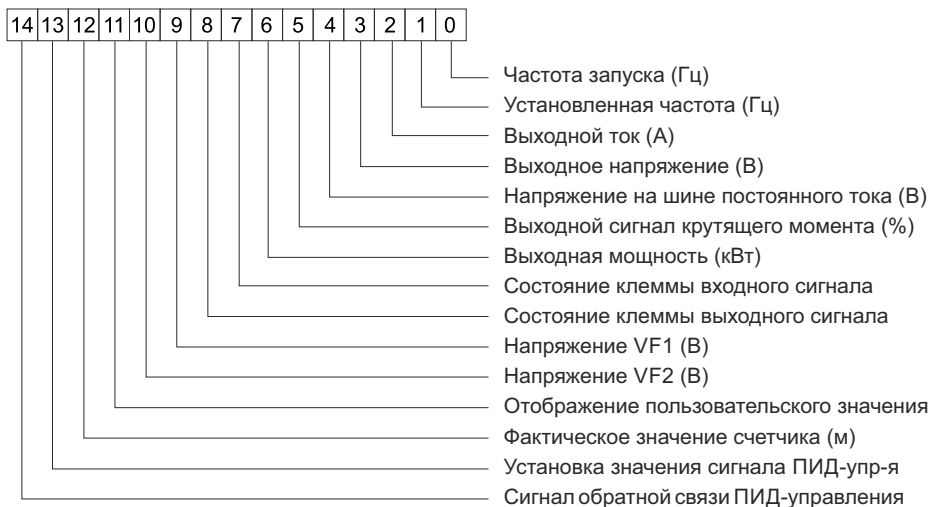 14 13 12 11 10 9 8 7 6 5 4 3 2 1 0
Частота запуска (Гц)
Установленная частота (Гц)
Выходной ток (А)
Выходное напряжение (В)
Напряжение на шине постоянного тока (В)
Выходной сигнал крутящего момента (%)
Выходная мощность (кВт)
Состояние клеммы входного сигнала
Состояние клеммы выходного сигнала
Напряжение VF1 (В)
Напряжение VF2 (В)
Отображение пользовательского значения
Фактическое значение счетчика (м)
Установка значения сигнала ПИД-упр-я
Сигнал обратной связи ПИД-управления